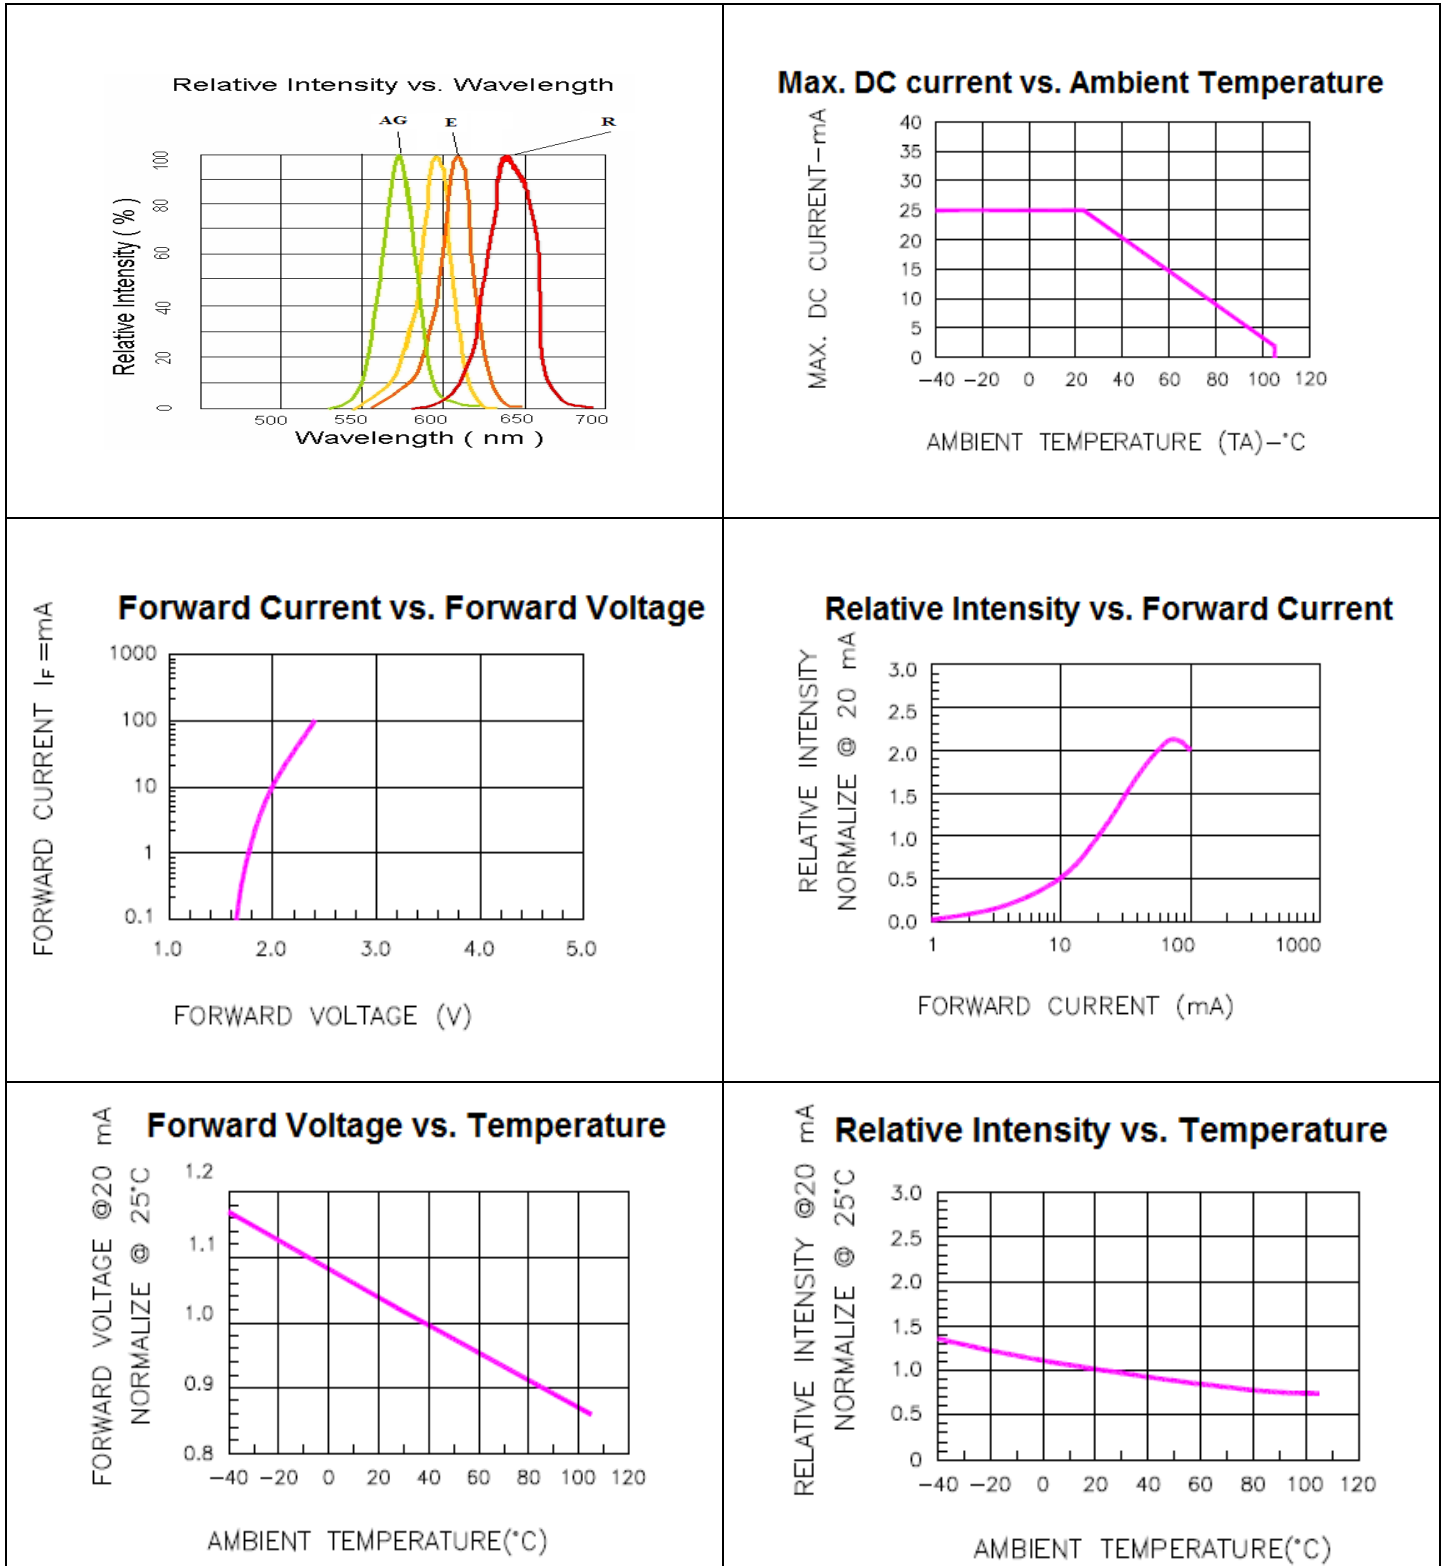 Relative Intensity vs. Wavelength
AG E R
Relative Intensity ( % )
100
80
60
40
20
0
500 550 600 650 700
Wavelength ( nm )
Max. DC current vs. Ambient Temperature
MAX. DC CURRENT-mA
40
35
30
25
20
15
10
5
0
-40 -20 0 20 40 60 80 100 120
AMBIENT TEMPERATURE (TA)-°C
Forward Current vs. Forward Voltage
FORWARD CURRENT IF=mA
1000
100
10
1
0.1
1.0 2.0 3.0 4.0 5.0
FORWARD VOLTAGE (V)
Relative Intensity vs. Forward Current
RELATIVE INTENSITY
NORMALIZE @ 20 mA
3.0
2.5
2.0
1.5
1.0
0.5
0.0
1 10 100 1000
FORWARD CURRENT (mA)
Forward Voltage vs. Temperature
FORWARD VOLTAGE @20 mA
NORMALIZE @ 25°C
1.2
1.1
1.0
0.9
0.8
-40 -20 0 20 40 60 80 100 120
AMBIENT TEMPERATURE(°C)
Relative Intensity vs. Temperature
RELATIVE INTENSITY @20 mA
NORMALIZE @ 25°C
3.0
2.5
2.0
1.5
1.0
0.5
0
-40 -20 0 20 40 60 80 100 120
AMBIENT TEMPERATURE(°C)